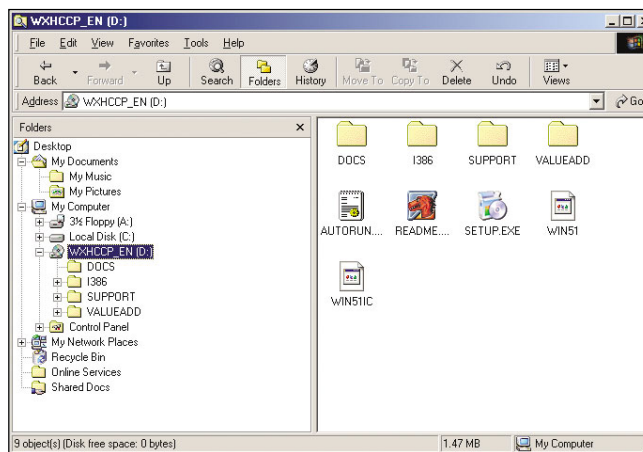 WXHCCP_EN (D:)
File Edit View Favorites Tools Help
Back Forward Up Search Folders History Move To Copy To Delete Undo Views
Address WXHCCP_EN (D:) Go
Folders
Desktop
My Documents
My Music
My Pictures
My Computer
3½ Floppy (A:)
Local Disk (C:)
WXHCCP_EN (D:)
DOCS
I386
SUPPORT
VALUEADD
Control Panel
My Network Places
Recycle Bin
Online Services
Shared Docs
DOCS I386 SUPPORT VALUEADD
AUTORUN.... README.... SETUP.EXE WIN51
WIN51IC
9 object(s) (Disk free space: 0 bytes) 1.47 MB My Computer